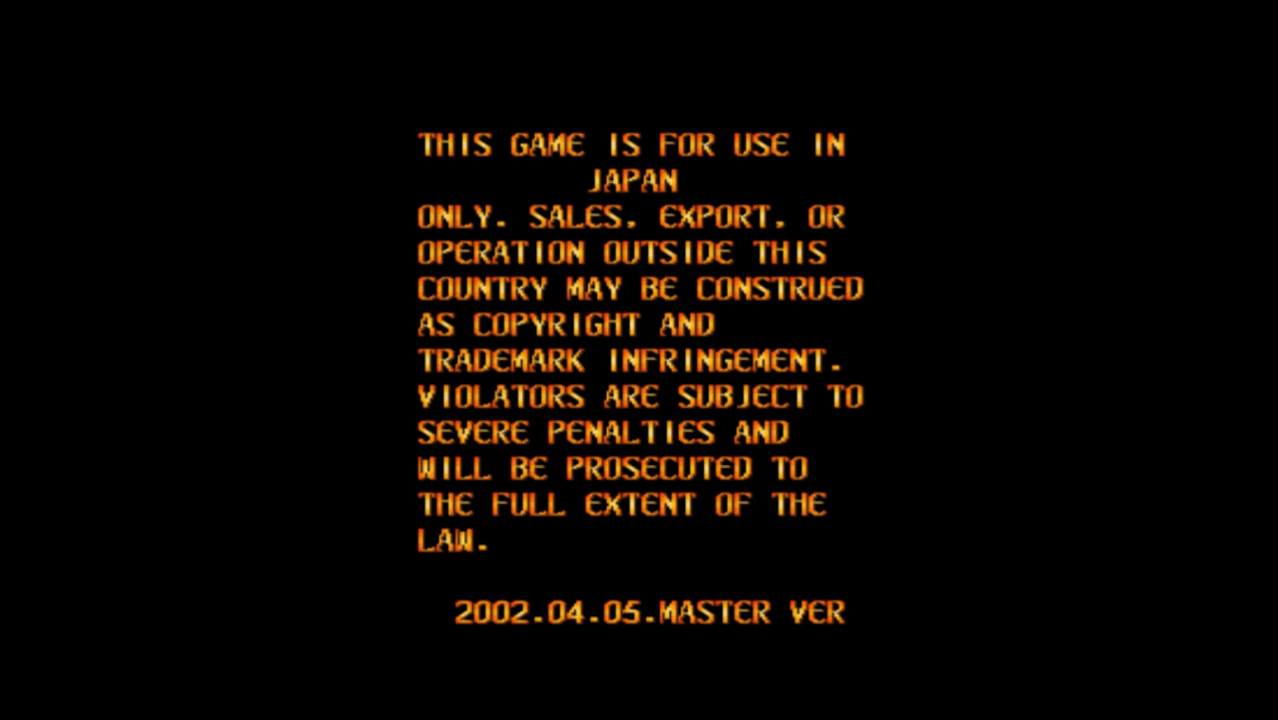 THIS GAME IS FOR USE IN
JAPAN
ONLY. SALES, EXPORT, OR
OPERATION OUTSIDE THIS
COUNTRY MAY BE CONSTRUED
AS COPYRIGHT AND
TRADEMARK INFRINGEMENT.
VIOLATORS ARE SUBJECT TO
SEVERE PENALTIES AND
WILL BE PROSECUTED TO
THE FULL EXTENT OF THE
LAW.
2002.04.05.MASTER VER